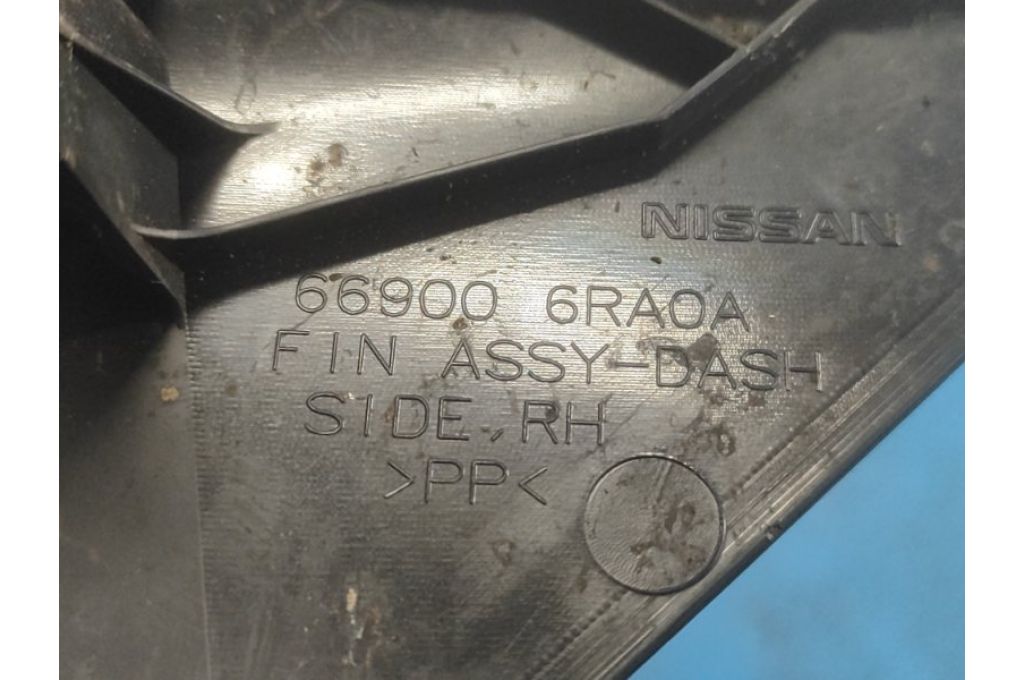 NISSAN
66900 6RA0A
FIN ASSY-DASH
SIDE,RH
>PP<